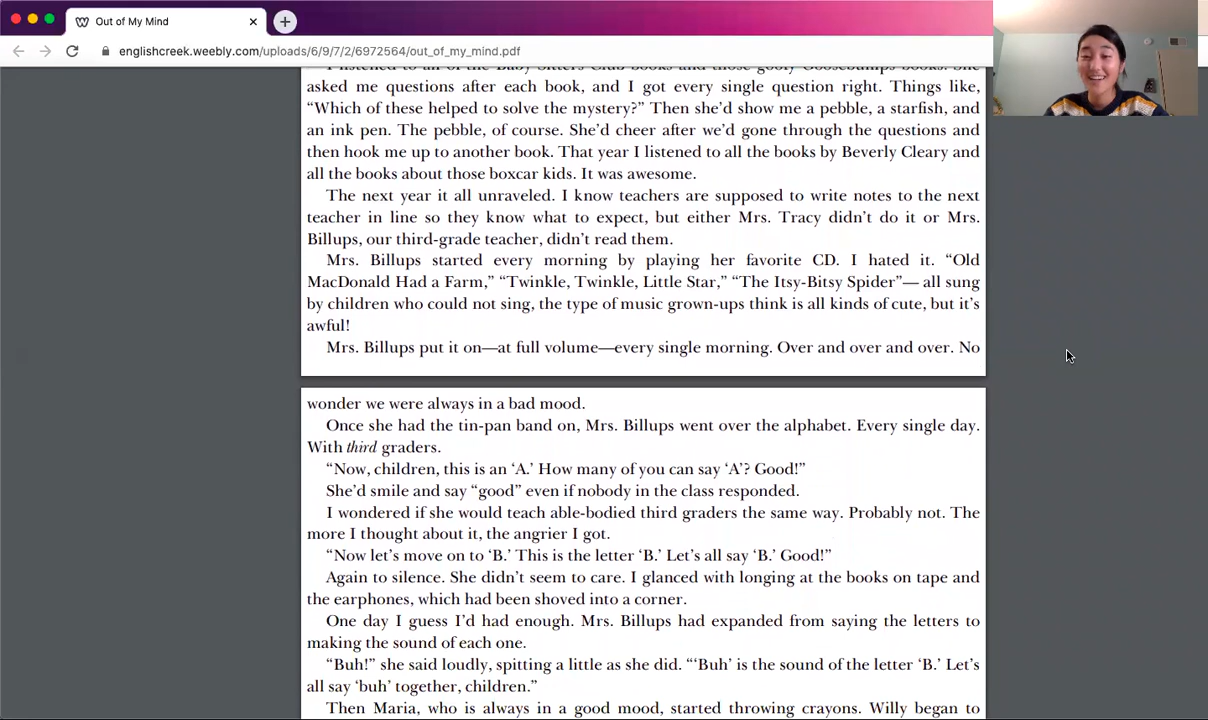 Out of My Mind
englishcreek.weebly.com/uploads/6/9/7/2/6972564/out_of_my_mind.pdf
I listened to all of the Baby-Sitters Club books and those goofy Goosebumps books. She
asked me questions after each book, and I got every single question right. Things like,
“Which of these helped to solve the mystery?” Then she’d show me a pebble, a starfish, and
an ink pen. The pebble, of course. She’d cheer after we’d gone through the questions and
then hook me up to another book. That year I listened to all the books by Beverly Cleary and
all the books about those boxcar kids. It was awesome.
The next year it all unraveled. I know teachers are supposed to write notes to the next
teacher in line so they know what to expect, but either Mrs. Tracy didn’t do it or Mrs.
Billups, our third-grade teacher, didn’t read them.
Mrs. Billups started every morning by playing her favorite CD. I hated it. “Old
MacDonald Had a Farm,” “Twinkle, Twinkle, Little Star,” “The Itsy-Bitsy Spider”— all sung
by children who could not sing, the type of music grown-ups think is all kinds of cute, but it’s
awful!
Mrs. Billups put it on—at full volume—every single morning. Over and over and over. No
wonder we were always in a bad mood.
Once she had the tin-pan band on, Mrs. Billups went over the alphabet. Every single day.
With third graders.
“Now, children, this is an ‘A.’ How many of you can say ‘A’? Good!”
She’d smile and say “good” even if nobody in the class responded.
I wondered if she would teach able-bodied third graders the same way. Probably not. The
more I thought about it, the angrier I got.
“Now let’s move on to ‘B.’ This is the letter ‘B.’ Let’s all say ‘B.’ Good!”
Again to silence. She didn’t seem to care. I glanced with longing at the books on tape and
the earphones, which had been shoved into a corner.
One day I guess I’d had enough. Mrs. Billups had expanded from saying the letters to
making the sound of each one.
“Buh!” she said loudly, spitting a little as she did. “‘Buh’ is the sound of the letter ‘B.’ Let’s
all say ‘buh’ together, children.”
Then Maria, who is always in a good mood, started throwing crayons. Willy began to